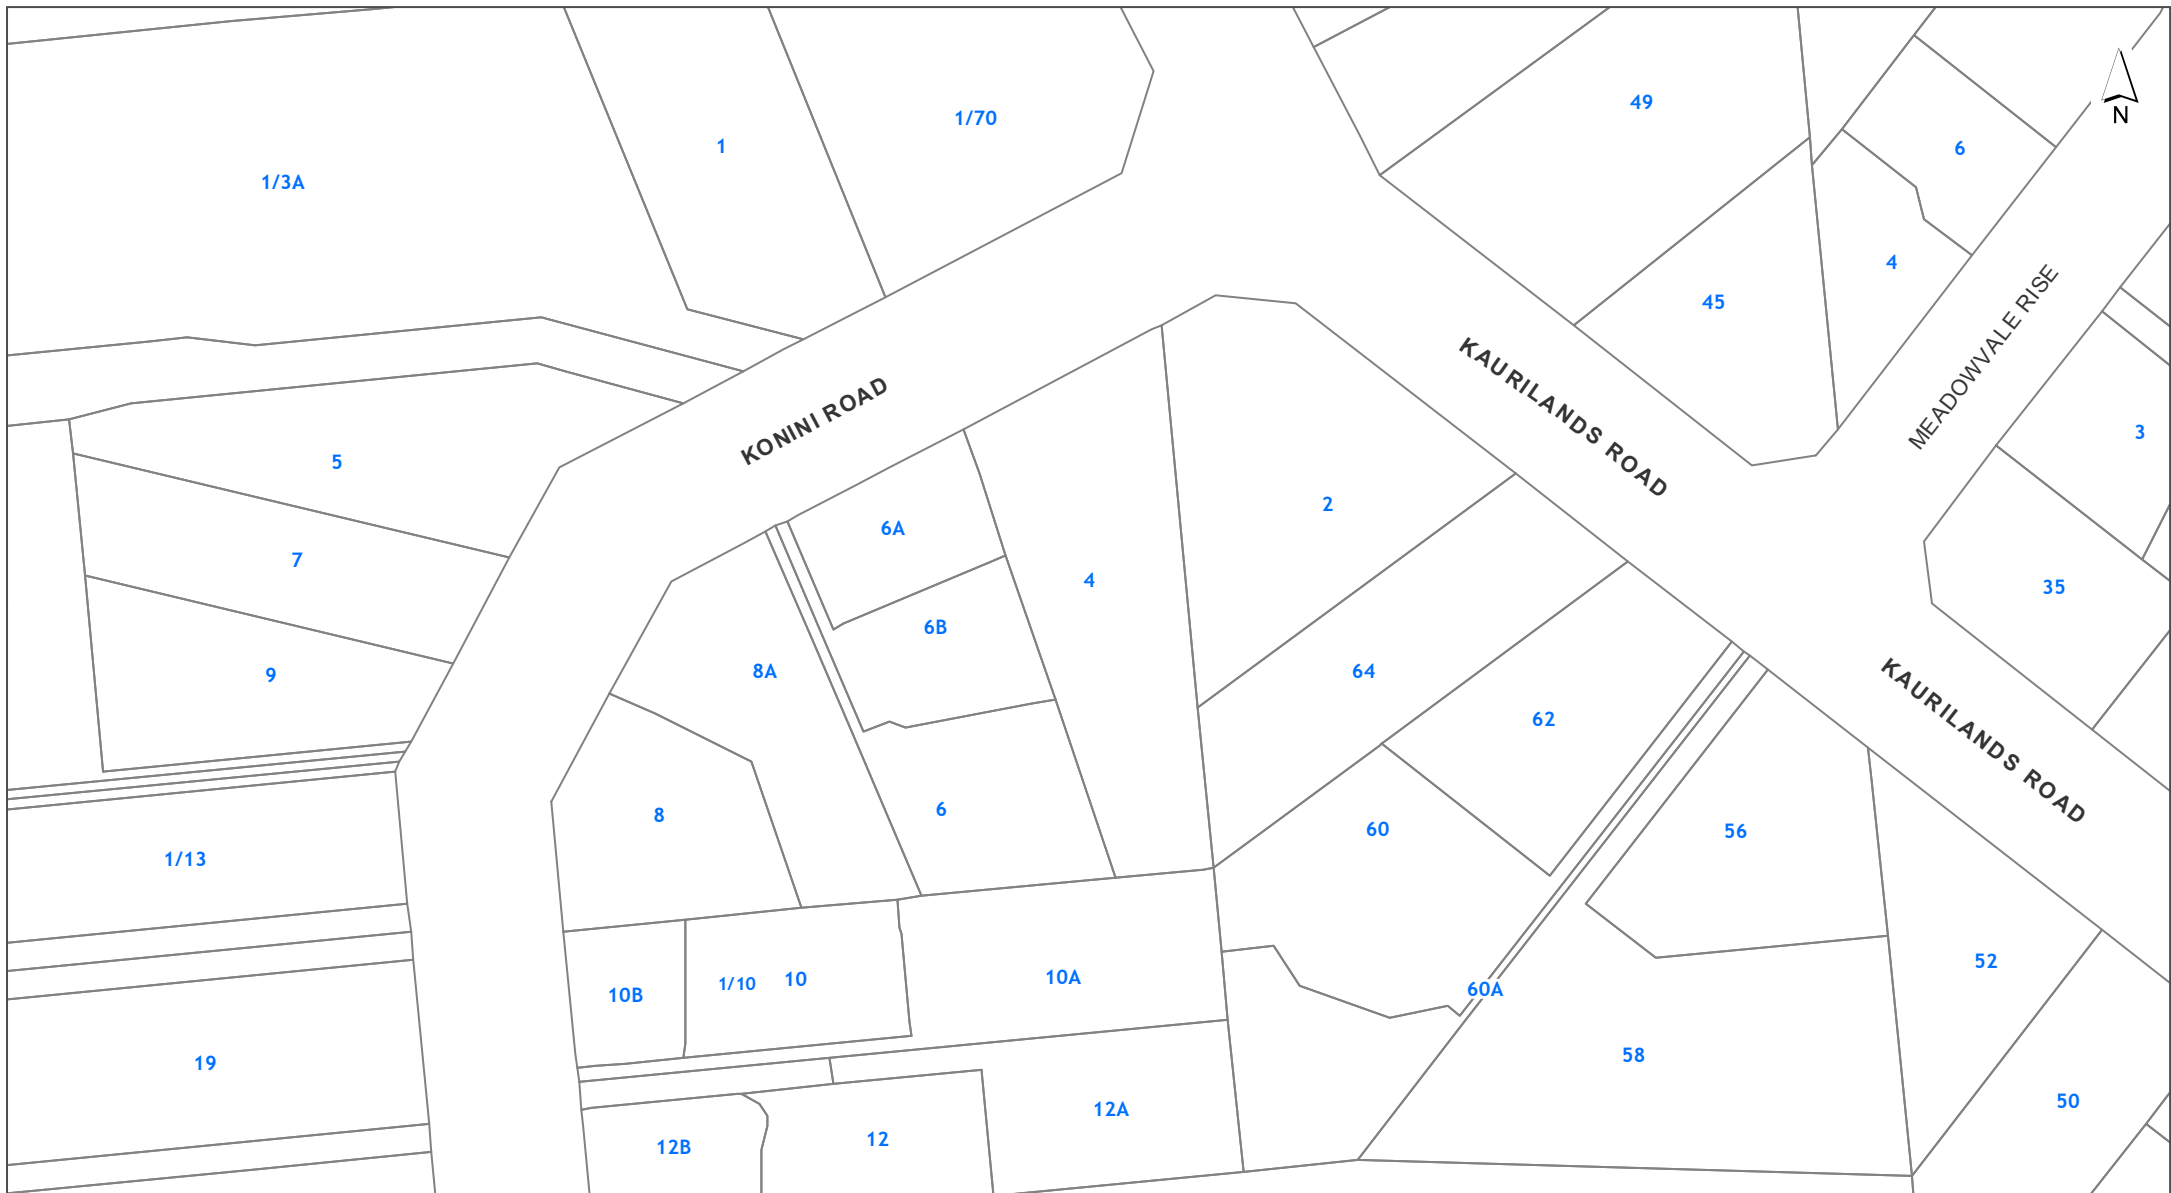 49
1/70
1
6
N
1/3A
4
45
KONINI ROAD
KAURILANDS ROAD
MEADOWVALE RISE
3
5
2
6A
7
4
35
6B
9
8A
64
62
KAURILANDS ROAD
8
6
60
56
1/13
10B
1/10
10
10A
60A
52
19
58
12A
50
12B
12